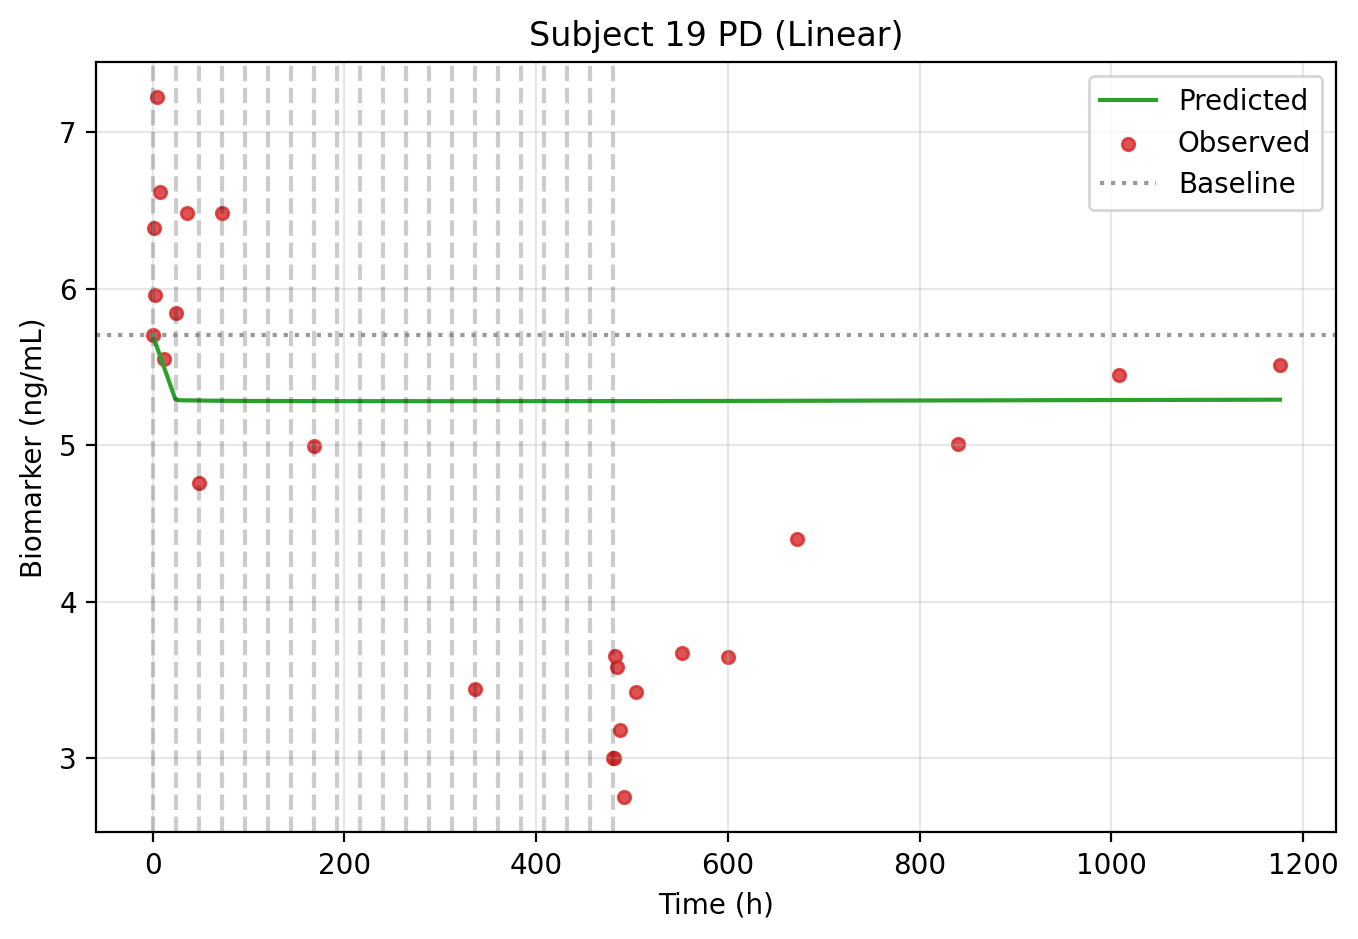 Subject 19 PD (Linear)
Predicted
Observed
Baseline
Biomarker (ng/mL)
7
6
5
4
3
0
200
400
600
800
1000
1200
Time (h)